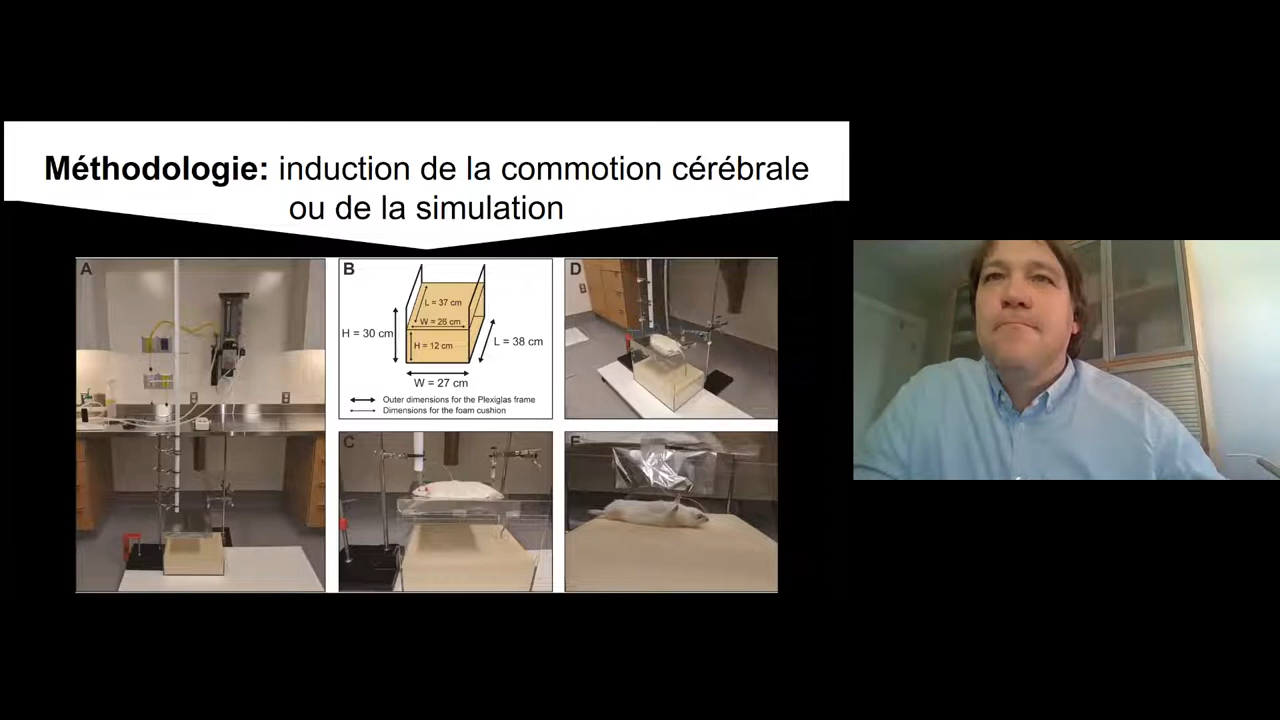 Méthodologie: induction de la commotion cérébrale
ou de la simulation
A
B
L = 37 cm
W = 26 cm
H = 30 cm
H = 12 cm
L = 38 cm
W = 27 cm
Outer dimensions for the Plexiglas frame
Dimensions for the foam cushion
D
C
E